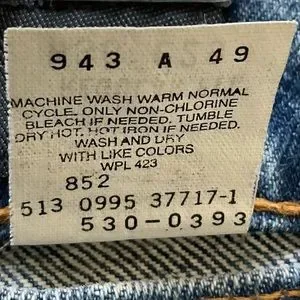 943 A 49
MACHINE WASH WARM NORMAL
CYCLE. ONLY NON-CHLORINE
BLEACH IF NEEDED. TUMBLE
DRY HOT. HOT IRON IF NEEDED.
WASH AND DRY
WITH LIKE COLORS
WPL 423
852
513 0995 37717-1
530-0393